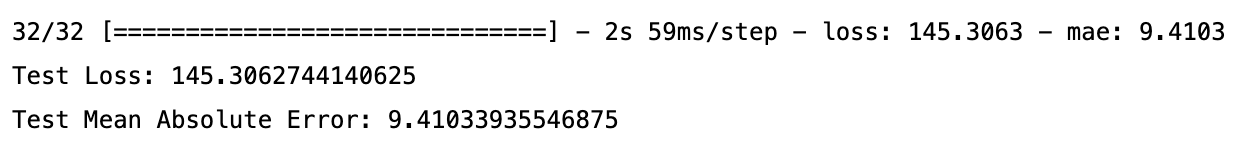 32/32 [==============================] - 2s 59ms/step - loss: 145.3063 - mae: 9.4103
Test Loss: 145.3062744140625
Test Mean Absolute Error: 9.41033935546875